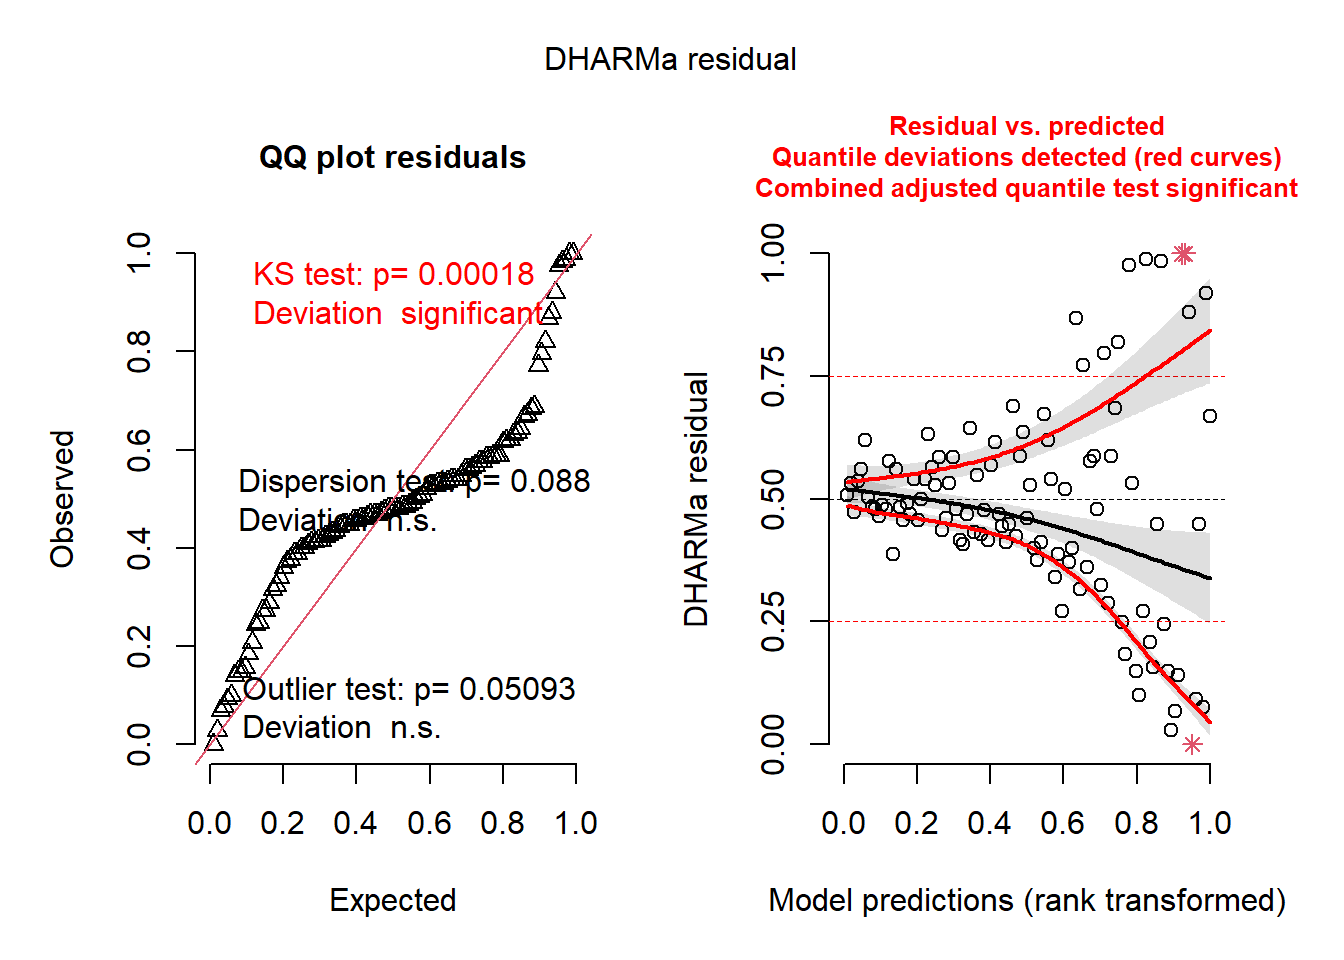 DHARMa residual
QQ plot residuals
KS test: p= 0.00018
Deviation  significant
Dispersion test: p= 0.088
Deviation  n.s.
Outlier test: p= 0.05093
Deviation  n.s.
Observed
0.0 0.2 0.4 0.6 0.8 1.0
0.0 0.2 0.4 0.6 0.8 1.0
Expected
Residual vs. predicted
Quantile deviations detected (red curves)
Combined adjusted quantile test significant
DHARMa residual
0.00 0.25 0.50 0.75 1.00
0.0 0.2 0.4 0.6 0.8 1.0
Model predictions (rank transformed)